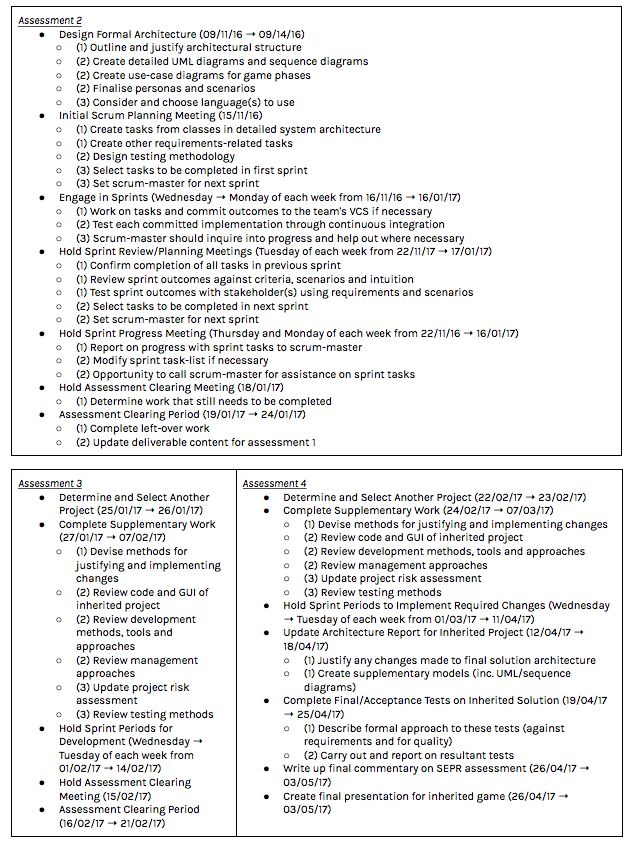 Assessment 2
● Design Formal Architecture (09/11/16 → 09/14/16)
○ (1) Outline and justify architectural structure
○ (2) Create detailed UML diagrams and sequence diagrams
○ (2) Create use-case diagrams for game phases
○ (2) Finalise personas and scenarios
○ (3) Consider and choose language(s) to use
● Initial Scrum Planning Meeting (15/11/16)
○ (1) Create tasks from classes in detailed system architecture
○ (1) Create other requirements-related tasks
○ (2) Design testing methodology
○ (3) Select tasks to be completed in first sprint
○ (3) Set scrum-master for next sprint
● Engage in Sprints (Wednesday → Monday of each week from 16/11/16 → 16/01/17)
○ (1) Work on tasks and commit outcomes to the team's VCS if necessary
○ (2) Test each committed implementation through continuous integration
○ (3) Scrum-master should inquire into progress and help out where necessary
● Hold Sprint Review/Planning Meetings (Tuesday of each week from 22/11/17 → 17/01/17)
○ (1) Confirm completion of all tasks in previous sprint
○ (1) Review sprint outcomes against criteria, scenarios and intuition
○ (1) Test sprint outcomes with stakeholder(s) using requirements and scenarios
○ (2) Select tasks to be completed in next sprint
○ (2) Set scrum-master for next sprint
● Hold Sprint Progress Meeting (Thursday and Monday of each week from 22/11/16 → 16/01/17)
○ (1) Report on progress with sprint tasks to scrum-master
○ (2) Modify sprint task-list if necessary
○ (2) Opportunity to call scrum-master for assistance on sprint tasks
● Hold Assessment Clearing Meeting (18/01/17)
○ (1) Determine work that still needs to be completed
● Assessment Clearing Period (19/01/17 → 24/01/17)
○ (1) Complete left-over work
○ (2) Update deliverable content for assessment 1
Assessment 3
● Determine and Select Another
Project (25/01/17 → 26/01/17)
● Complete Supplementary Work
(27/01/17 → 07/02/17)
○ (1) Devise methods for
justifying and implementing
changes
○ (2) Review code and GUI of
inherited project
○ (2) Review development
methods, tools and
approaches
○ (2) Review management
approaches
○ (3) Update project risk
assessment
○ (3) Review testing methods
● Hold Sprint Periods for
Development (Wednesday →
Tuesday of each week from
01/02/17 → 14/02/17)
● Hold Assessment Clearing
Meeting (15/02/17)
● Assessment Clearing Period
(16/02/17 → 21/02/17)
Assessment 4
● Determine and Select Another Project (22/02/17 → 23/02/17)
● Complete Supplementary Work (24/02/17 → 07/03/17)
○ (1) Devise methods for justifying and implementing changes
○ (2) Review code and GUI of inherited project
○ (2) Review development methods, tools and approaches
○ (2) Review management approaches
○ (3) Update project risk assessment
○ (3) Review testing methods
● Hold Sprint Periods to Implement Required Changes (Wednesday
→ Tuesday of each week from 01/03/17 → 11/04/17)
● Update Architecture Report for Inherited Project (12/04/17 →
18/04/17)
○ (1) Justify any changes made to final solution architecture
○ (1) Create supplementary models (inc. UML/sequence
diagrams)
● Complete Final/Acceptance Tests on Inherited Solution (19/04/17
→ 25/04/17)
○ (1) Describe formal approach to these tests (against
requirements and for quality)
○ (2) Carry out and report on resultant tests
● Write up final commentary on SEPR assessment (26/04/17 →
03/05/17)
● Create final presentation for inherited game (26/04/17 →
03/05/17)